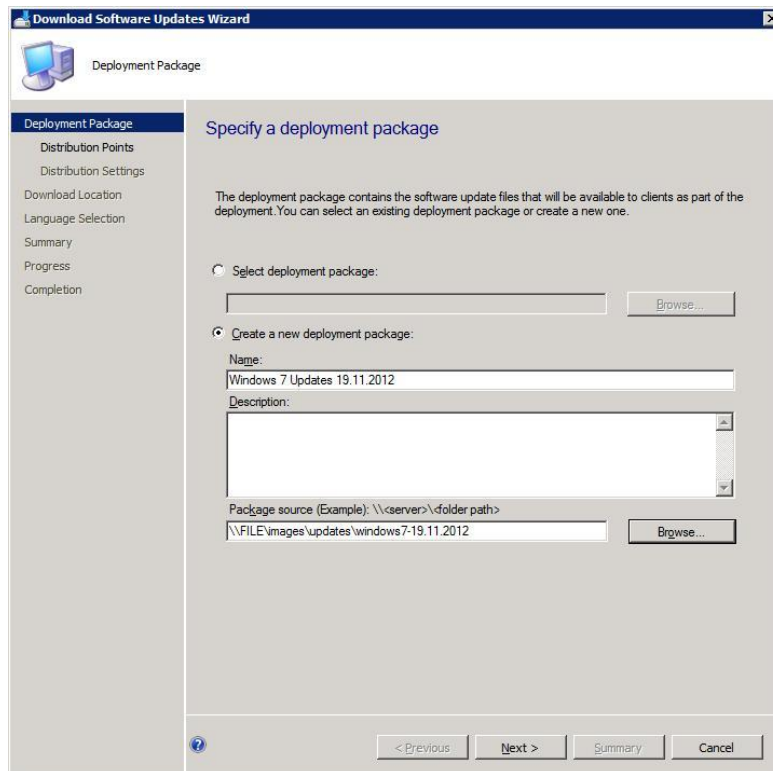 Download Software Updates Wizard
Deployment Package
Deployment Package
Distribution Points
Distribution Settings
Download Location
Language Selection
Summary
Progress
Completion
Specify a deployment package
The deployment package contains the software update files that will be available to clients as part of the
deployment.You can select an existing deployment package or create a new one.
Select deployment package:
Browse...
Create a new deployment package:
Name:
Windows 7 Updates 19.11.2012
Description:
Package source (Example): \\<server>\<folder path>
\\FILE\images\updates\windows7-19.11.2012
Browse...
< Previous
Next >
Summary
Cancel